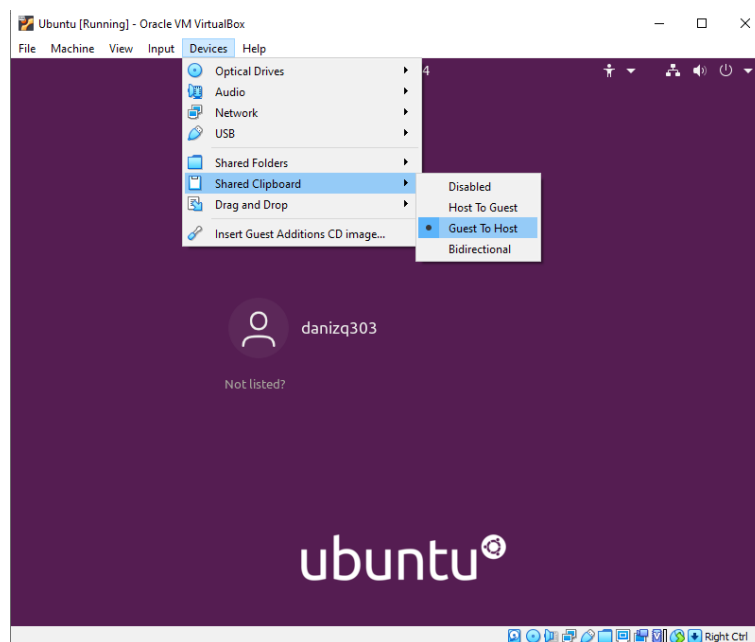 Ubuntu [Running] - Oracle VM VirtualBox
File Machine View Input Devices Help
Optical Drives
4
Audio
Network
USB
Shared Folders
Shared Clipboard
Drag and Drop
Insert Guest Additions CD image...
Disabled
Host To Guest
Guest To Host
Bidirectional
danizq303
Not listed?
ubuntu
Right Ctrl